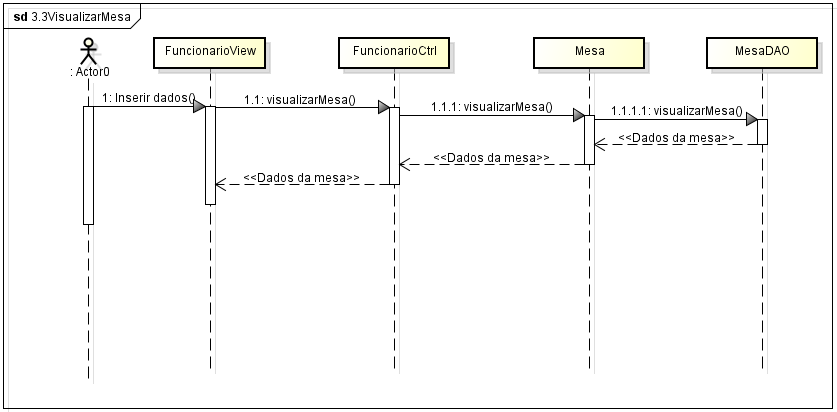 sd 3.3VisualizarMesa
: Actor0
FuncionarioView
FuncionarioCtrl
Mesa
MesaDAO
1: Inserir dados()
1.1: visualizarMesa()
1.1.1: visualizarMesa()
1.1.1.1: visualizarMesa()
<<Dados da mesa>>
<<Dados da mesa>>
<<Dados da mesa>>